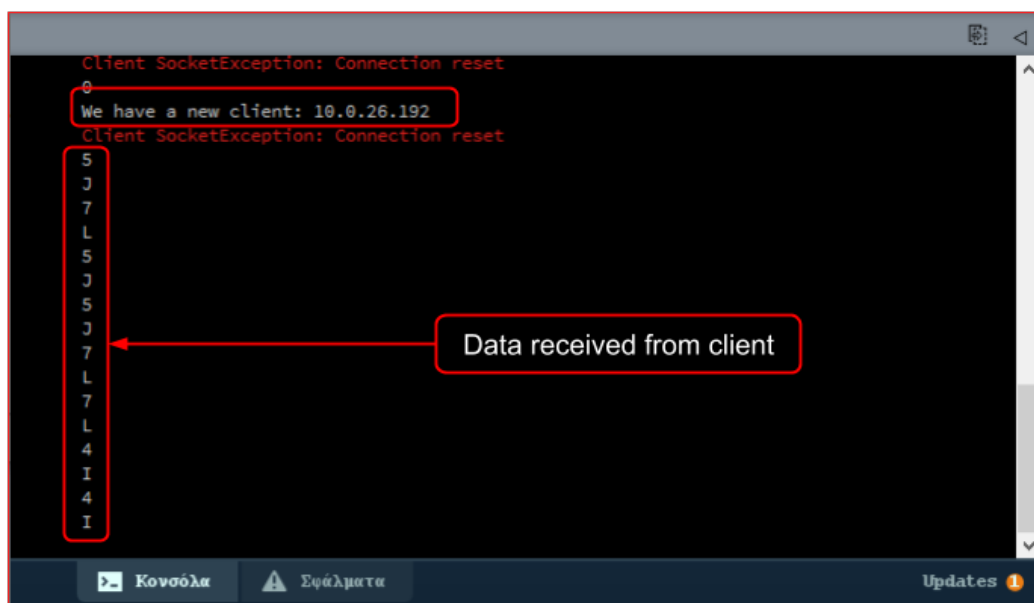 Client SocketException: Connection reset
0
We have a new client: 10.0.26.192
Client SocketException: Connection reset
5
J
7
L
5
J
5
J
7
L
7
L
4
I
4
I
Data received from client
Κονσόλα
Σφάλματα
Updates 1